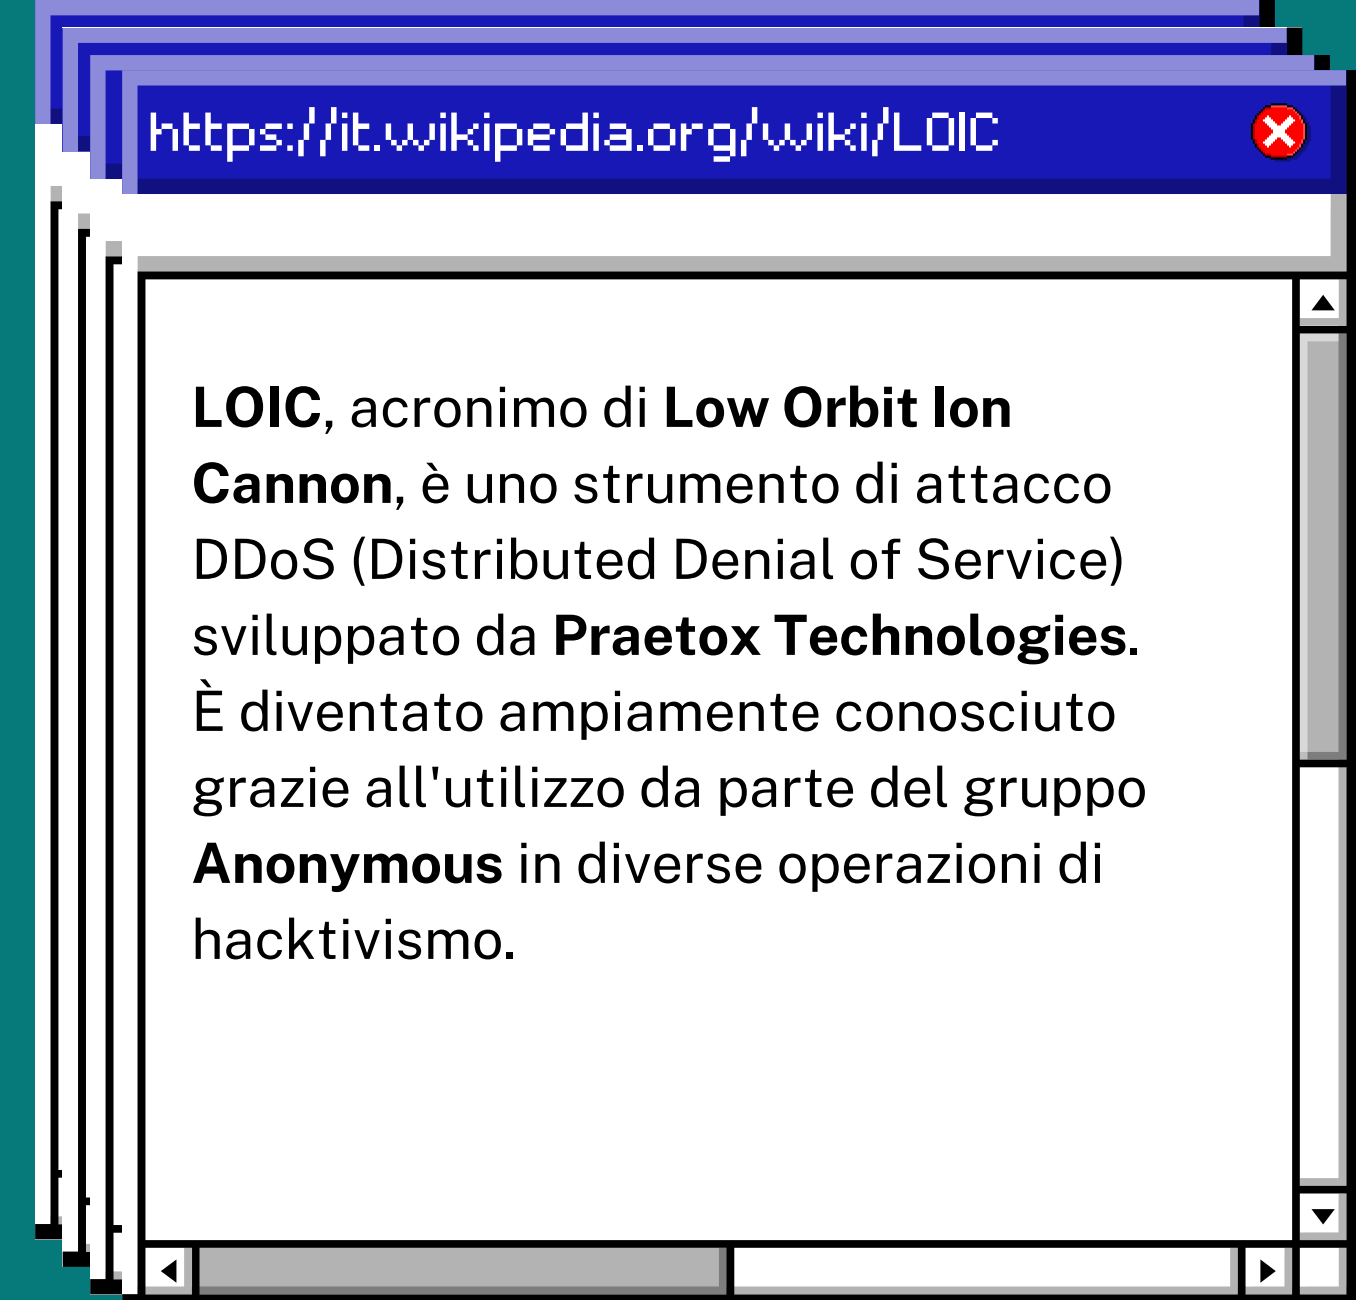 https://it.wikipedia.org/wiki/LOIC
LOIC, acronimo di Low Orbit Ion
Cannon, è uno strumento di attacco
DDoS (Distributed Denial of Service)
sviluppato da Praetox Technologies.
È diventato ampiamente conosciuto
grazie all'utilizzo da parte del gruppo
Anonymous in diverse operazioni di
hacktivismo.